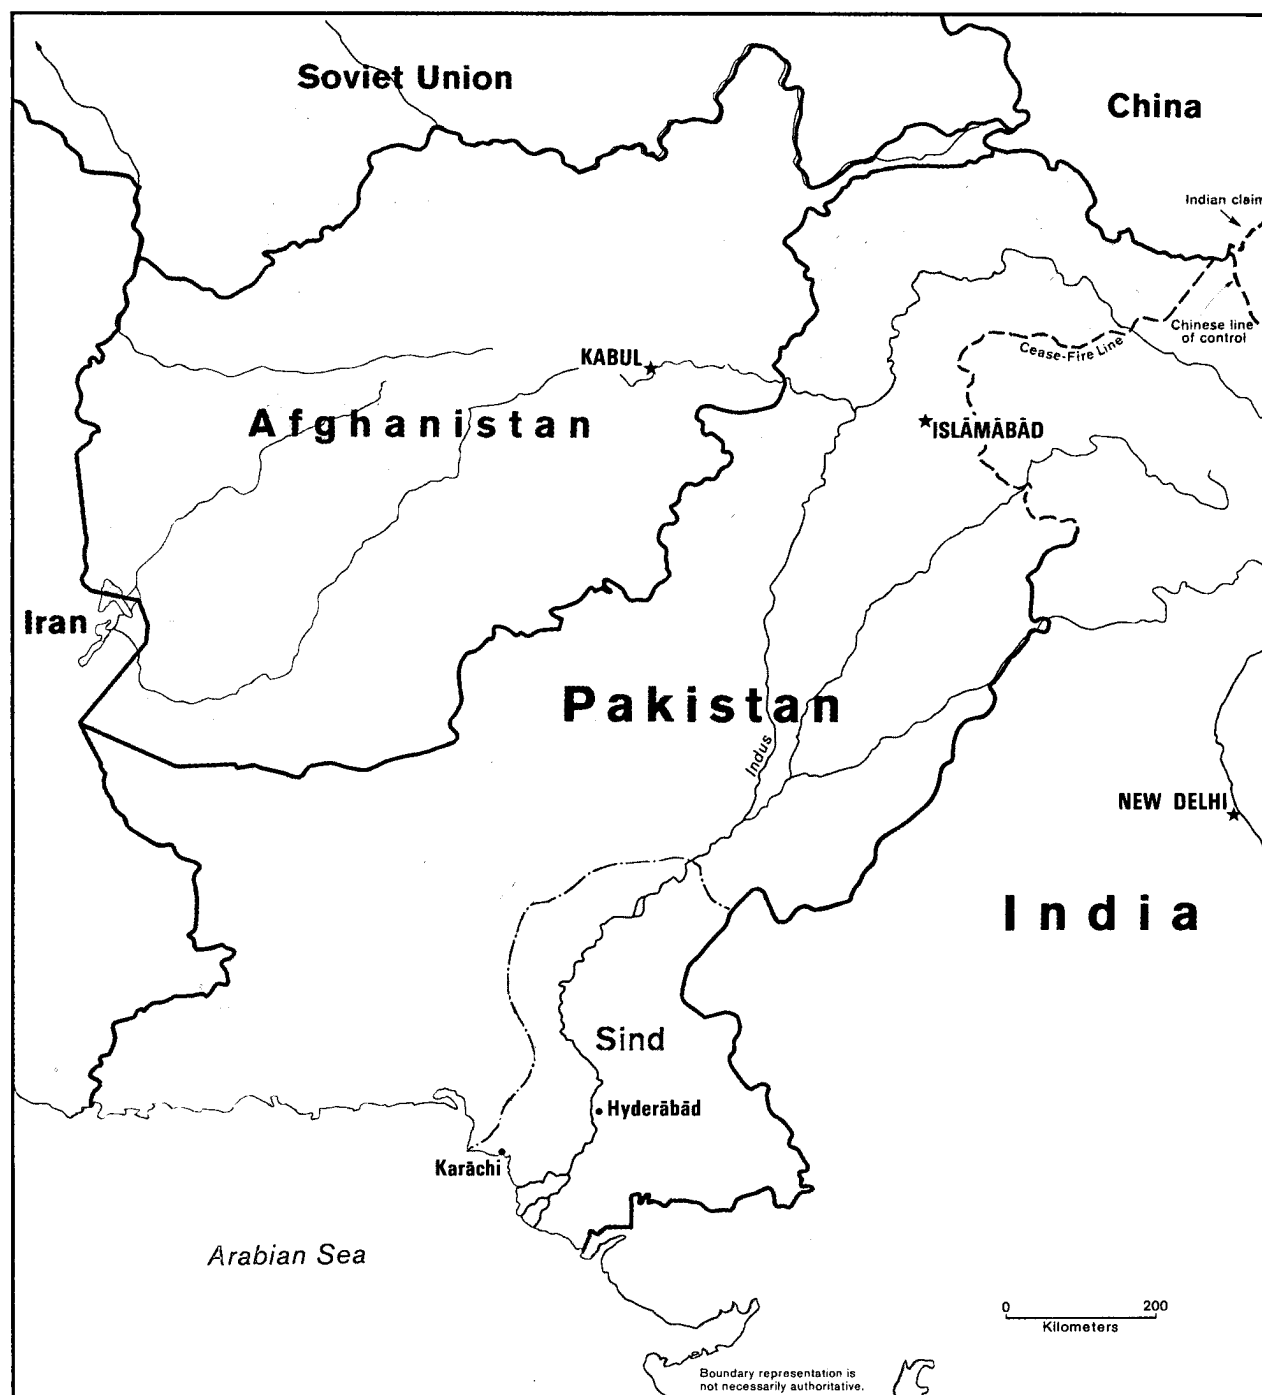 Soviet Union
China
Indian claim
Chinese line
of control
Cease-Fire Line
KABUL
Afghanistan
ISLĀMĀBĀD
Iran
Pakistan
Indus
NEW DELHI
India
Sind
Hyderābād
Karāchi
Arabian Sea
0 200
Kilometers
Boundary representation is
not necessarily authoritative.